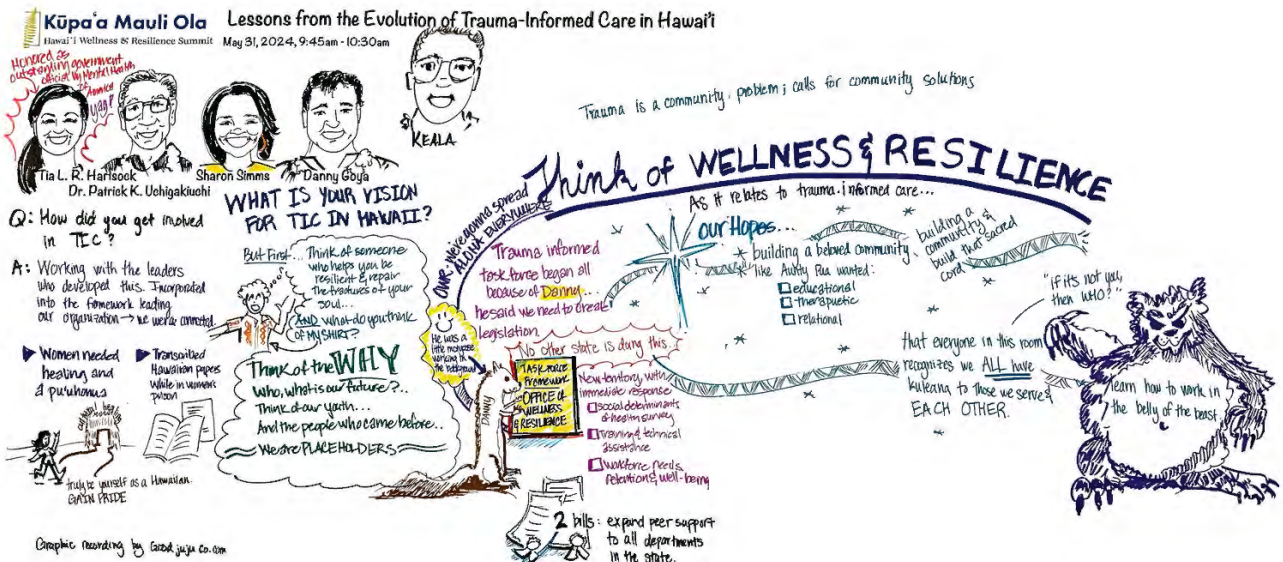 Kūpaʻa Mauli Ola
Hawaiʻi Wellness & Resilience Summit
Lessons from the Evolution of Trauma-Informed Care in Hawaiʻi
May 31, 2024, 9:45am - 10:30am
Honored as
outstanding government
official by Mental Health
of America
yay!
KEALA
Tia L. R. Hartsock
Dr. Patrick K. Uchigakiuchi
Sharon Simms
Danny Goya
Q: How did you get involved
in TIC?
A: Working with the leaders
who developed this. Incorporated
into the framework leading
our organization → we were connected
Women needed
healing and
a pu'uhonua
Transcribed
Hawaiian papers
while in women's
prison
truly be yourself as a Hawaiian.
GAIN PRIDE
Graphic recording by Goodjuju co.com
WHAT IS YOUR VISION
FOR TIC IN HAWAII?
But First...
Think of someone
who helps you be
resilient & repair
the fractures of your
soul...
AND what do you think
of MY SHIRT?
Think of the WHY
Who, what is our future?..
Think of our youth...
And the people who came before..
We are PLACEHOLDERS
OWR: We're gonna spread
ALOHA EVERYWHERE
Trauma informed
task force began all
because of Danny...
he said we need to create
legislation
He was a
little mongoose
working in
the background
DANNY
No other state is doing this..
TASK FORCE
Framework
OFFICE of
WELLNESS
& RESILIENCE
New territory with
immediate response
social determinants
of health survey
Training & technical
assistance
Workforce needs,
retention & well-being
2 bills: expand peer support
to all departments
in the state.
Trauma is a community problem; calls for community solutions
Think of WELLNESS & RESILIENCE
As it relates to trauma-informed care...
our Hopes...
* building a beloved community
like Aunty Pua wanted:
educational
therapuetic
relational
building a
community &
build that sacred
cord
that everyone in this room
recognizes we ALL have
kuleana to those we serve &
EACH OTHER.
"if its not you,
then WHO?"
learn how to work in
the belly of the beast